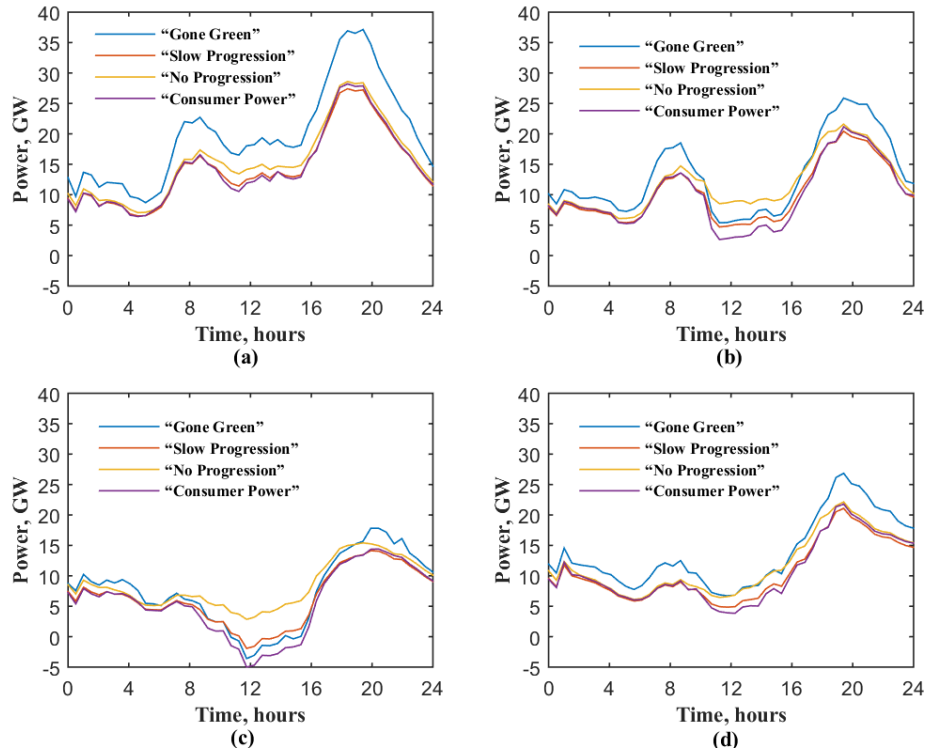 40
35
30
25
20
15
10
5
0
-5
Power, GW
“Gone Green”
“Slow Progression”
“No Progression”
“Consumer Power”
0 4 8 12 16 20 24
Time, hours
(a)
40
35
30
25
20
15
10
5
0
-5
Power, GW
“Gone Green”
“Slow Progression”
“No Progression”
“Consumer Power”
0 4 8 12 16 20 24
Time, hours
(b)
40
35
30
25
20
15
10
5
0
-5
Power, GW
“Gone Green”
“Slow Progression”
“No Progression”
“Consumer Power”
0 4 8 12 16 20 24
Time, hours
(c)
40
35
30
25
20
15
10
5
0
-5
Power, GW
“Gone Green”
“Slow Progression”
“No Progression”
“Consumer Power”
0 4 8 12 16 20 24
Time, hours
(d)